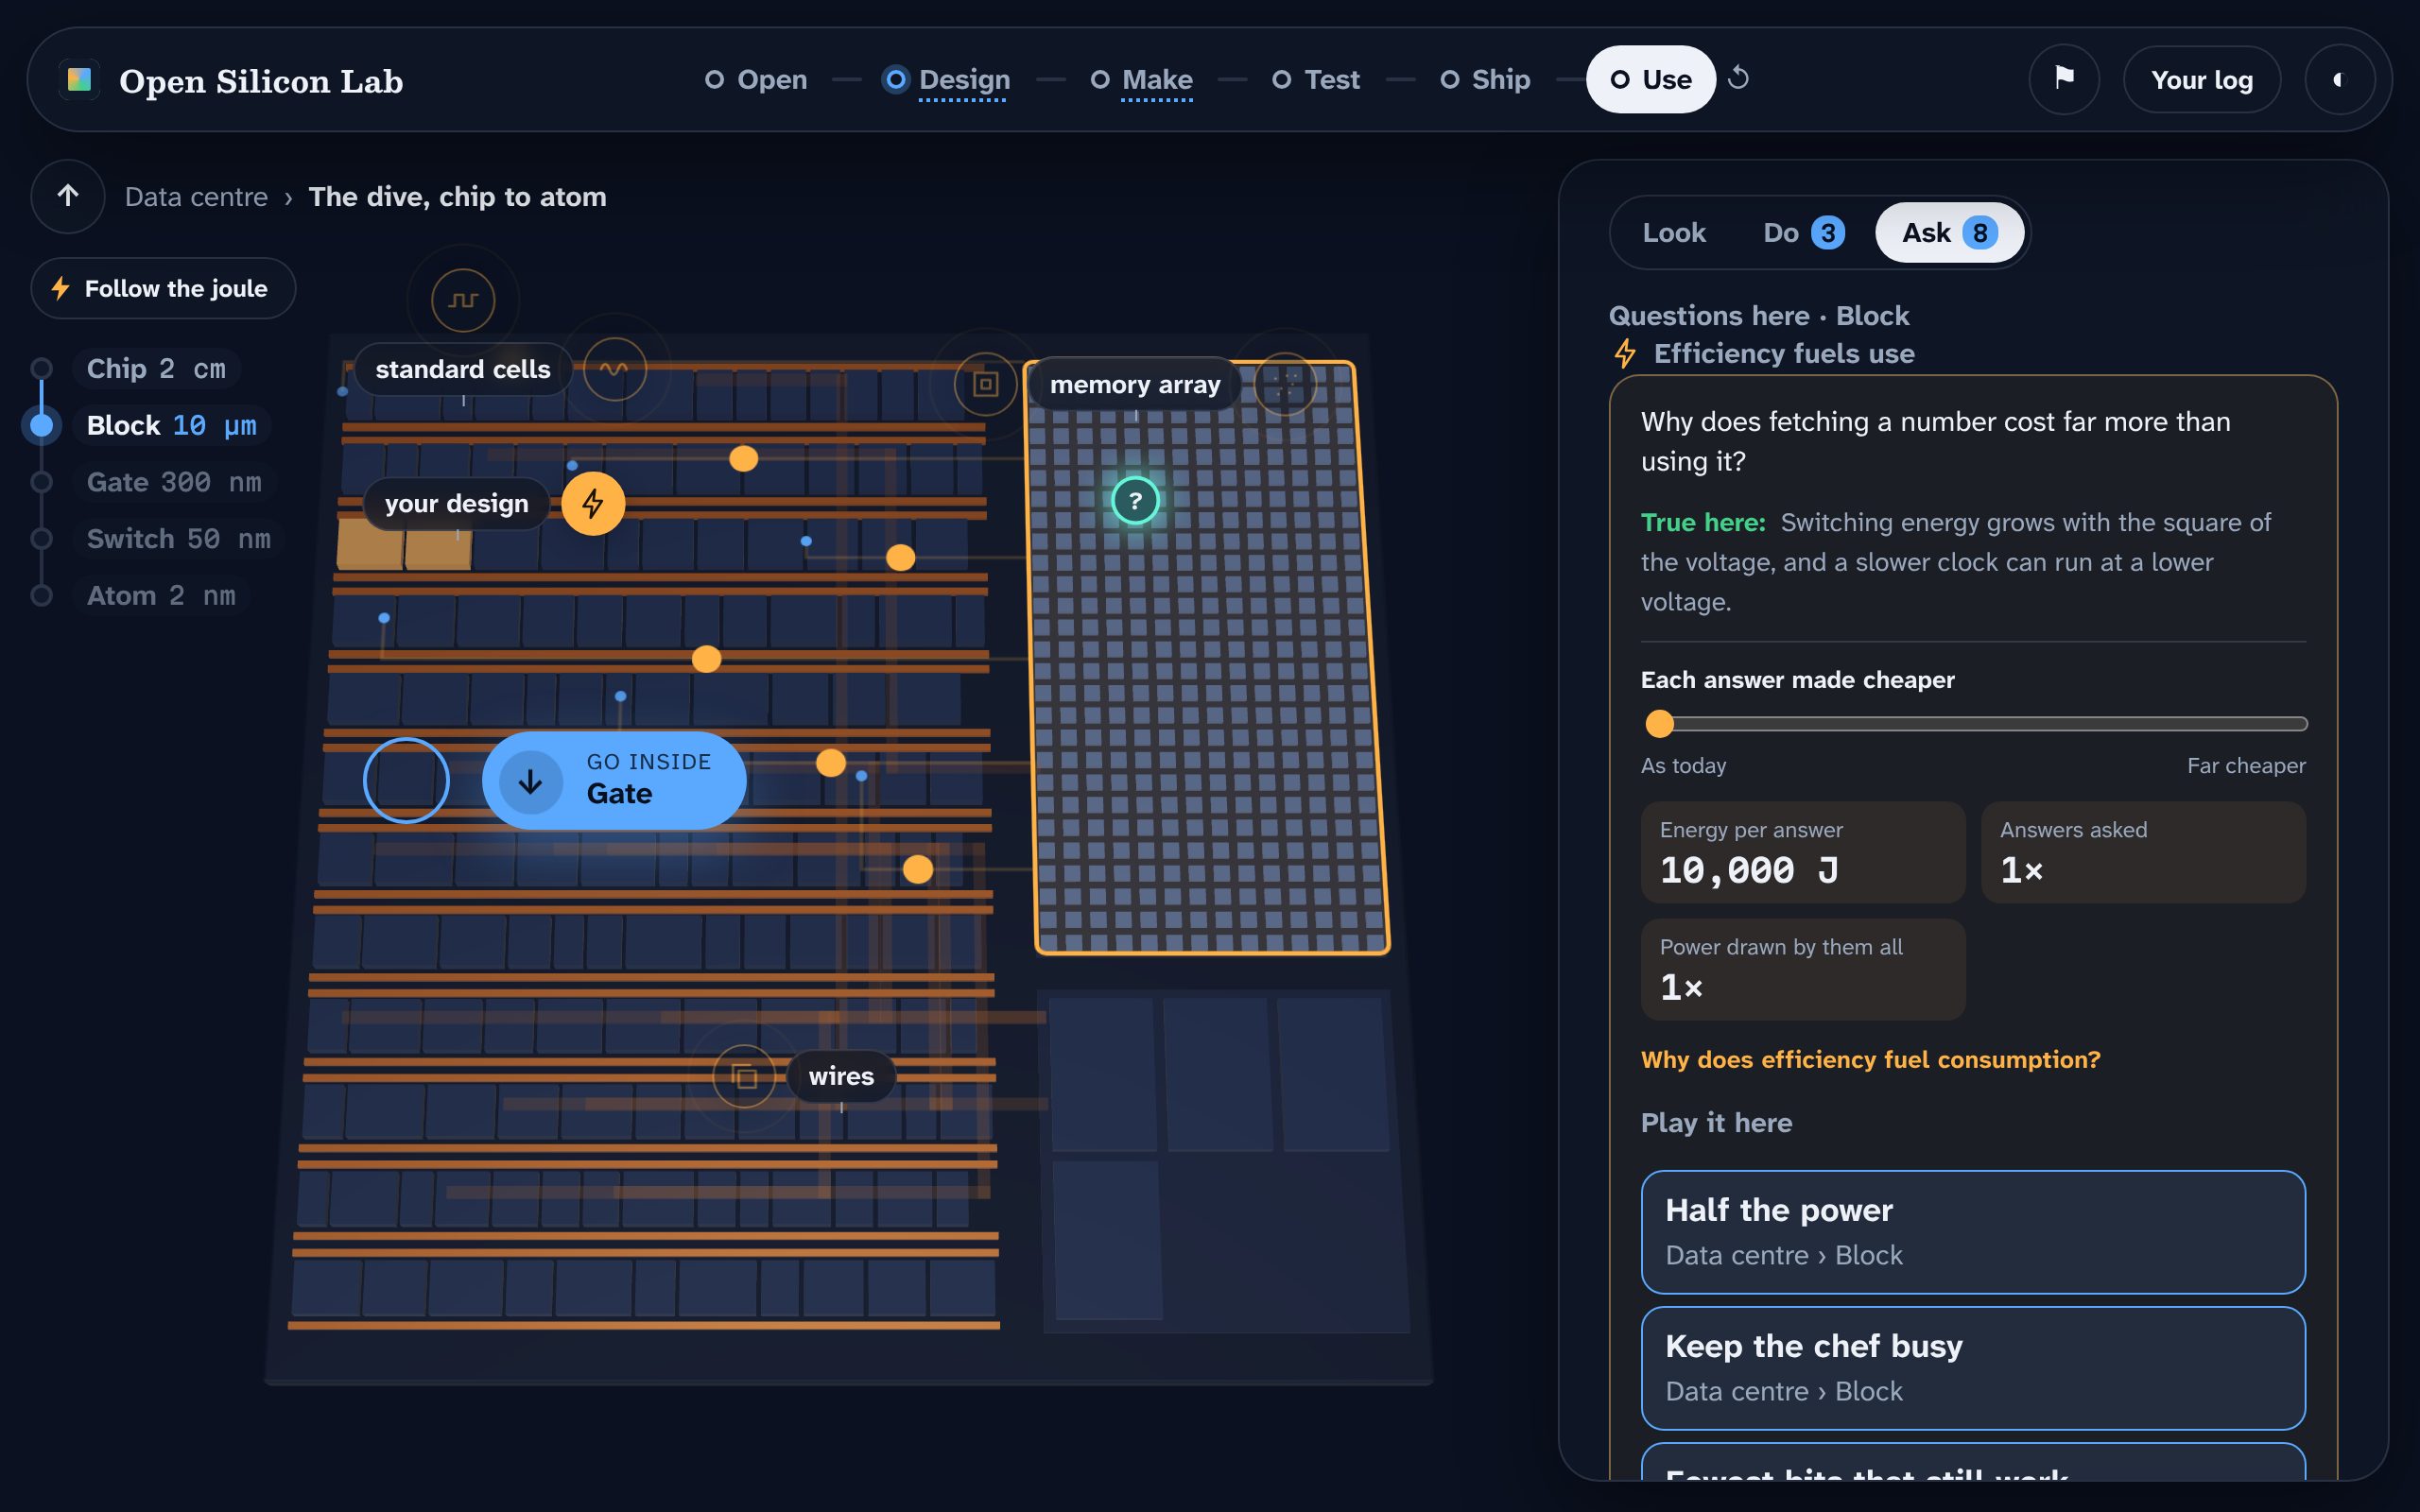 Open Silicon Lab
Open
Design
Make
Test
Ship
Use
Your log
Data centre › The dive, chip to atom
Follow the joule
Chip 2 cm
Block 10 µm
Gate 300 nm
Switch 50 nm
Atom 2 nm
standard cells
memory array
your design
?
GO INSIDE
Gate
wires
Look
Do 3
Ask 8
Questions here · Block
Efficiency fuels use
Why does fetching a number cost far more than
using it?
True here: Switching energy grows with the square of
the voltage, and a slower clock can run at a lower
voltage.
Each answer made cheaper
As today
Far cheaper
Energy per answer
10,000 J
Answers asked
1×
Power drawn by them all
1×
Why does efficiency fuel consumption?
Play it here
Half the power
Data centre › Block
Keep the chef busy
Data centre › Block
Fewest bits that still work